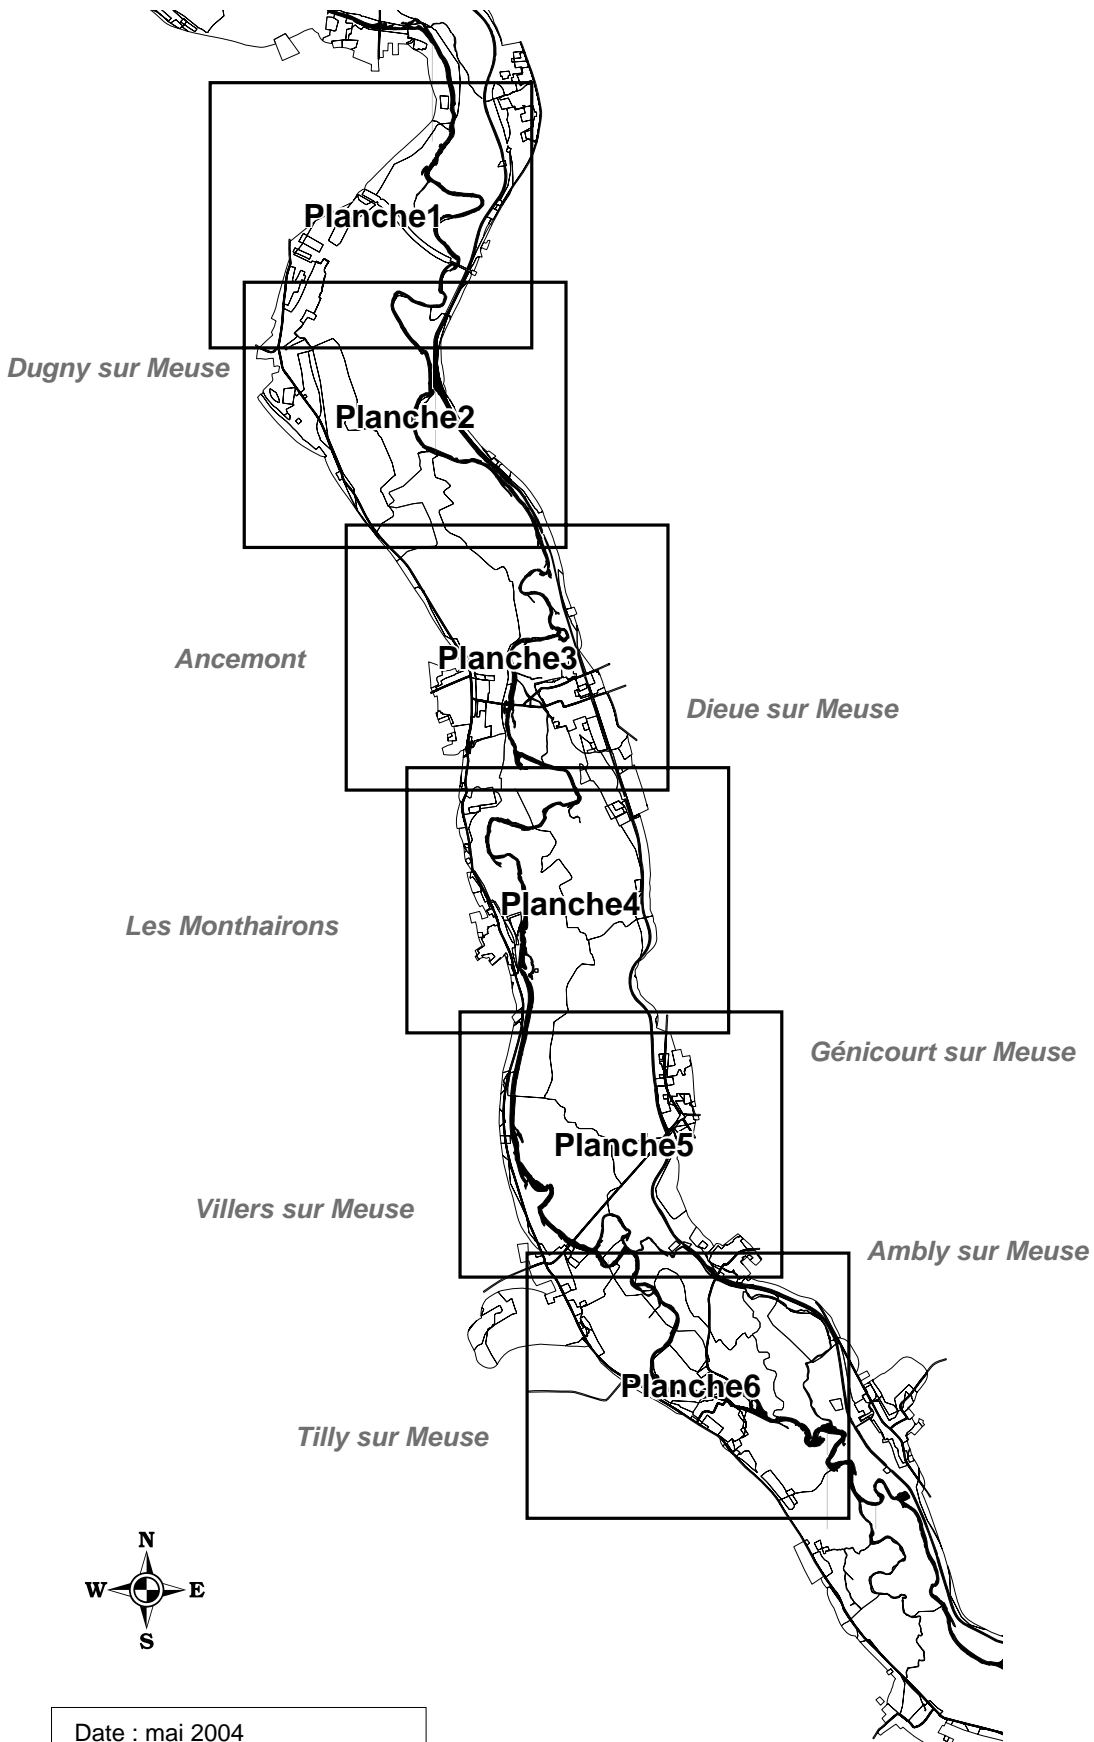 Planche1
Dugny sur Meuse
Planche2
Ancemont
Planche3
Dieue sur Meuse
Planche4
Les Monthairons
Génicourt sur Meuse
Planche5
Villers sur Meuse
Ambly sur Meuse
Planche6
Tilly sur Meuse
N
W E
S
Date : mai 2004